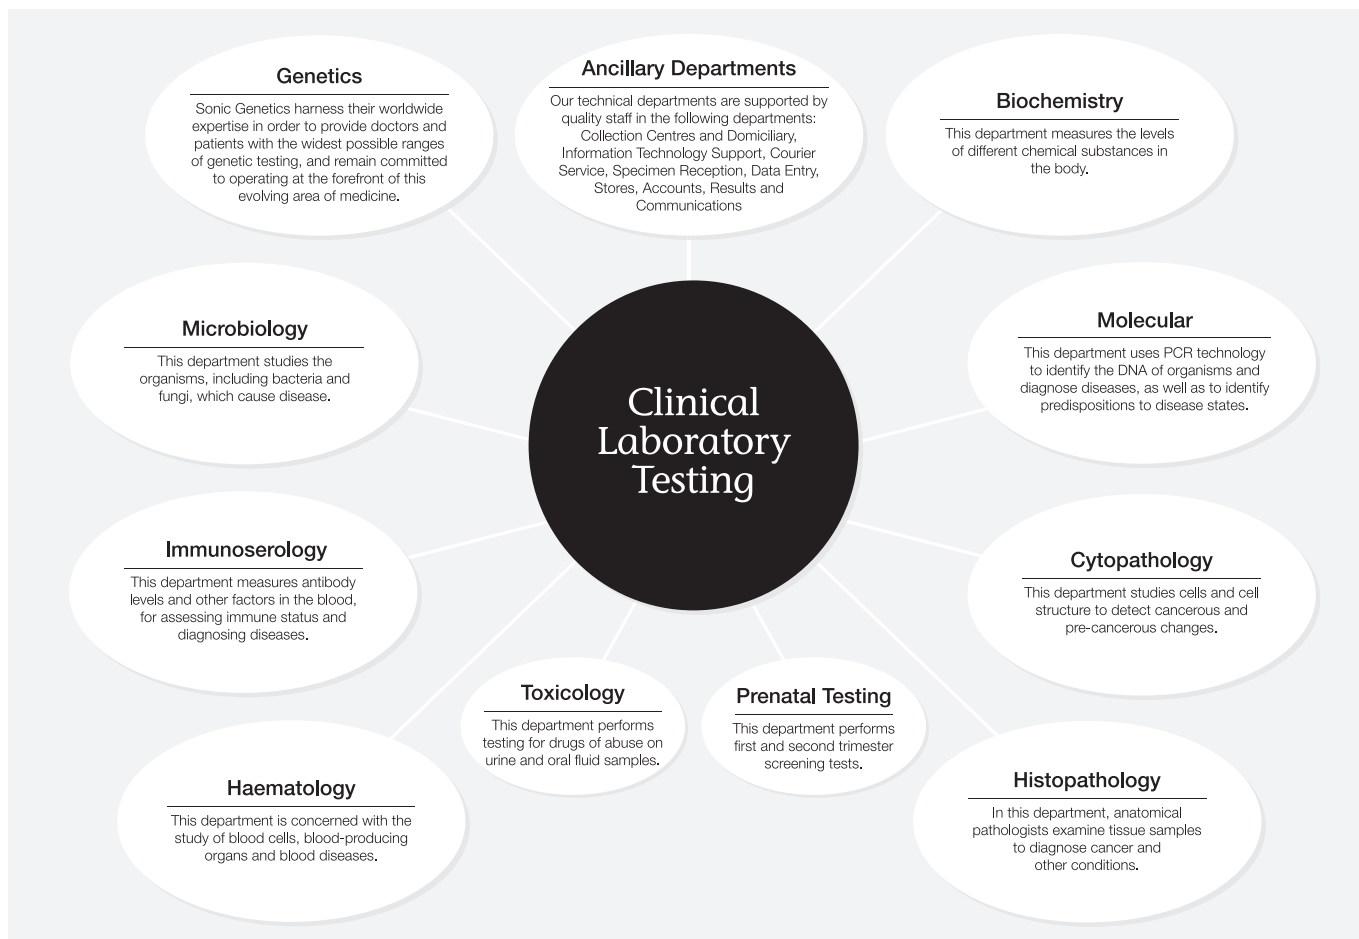 Genetics
Sonic Genetics harness their worldwide
expertise in order to provide doctors and
patients with the widest possible ranges
of genetic testing, and remain committed
to operating at the forefront of this
evolving area of medicine.
Ancillary Departments
Our technical departments are supported by
quality staff in the following departments:
Collection Centres and Domiciliary,
Information Technology Support, Courier
Service, Specimen Reception, Data Entry,
Stores, Accounts, Results and
Communications
Biochemistry
This department measures the levels
of different chemical substances in
the body.
Microbiology
This department studies the
organisms, including bacteria and
fungi, which cause disease.
Clinical
Laboratory
Testing
Molecular
This department uses PCR technology
to identify the DNA of organisms and
diagnose diseases, as well as to identify
predispositions to disease states.
Immunoserology
This department measures antibody
levels and other factors in the blood,
for assessing immune status and
diagnosing diseases.
Cytopathology
This department studies cells and cell
structure to detect cancerous and
pre-cancerous changes.
Haematology
This department is concerned with the
study of blood cells, blood-producing
organs and blood diseases.
Toxicology
This department performs
testing for drugs of abuse on
urine and oral fluid samples.
Prenatal Testing
This department performs
first and second trimester
screening tests.
Histopathology
In this department, anatomical
pathologists examine tissue samples
to diagnose cancer and
other conditions.